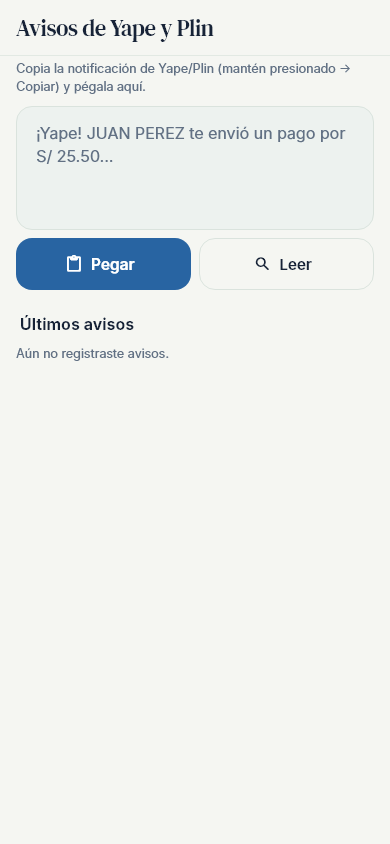 Avisos de Yape y Plin
Copia la notificación de Yape/Plin (mantén presionado →
Copiar) y pégala aquí.
¡Yape! JUAN PEREZ te envió un pago por
S/ 25.50...
Pegar
Leer
Últimos avisos
Aún no registraste avisos.